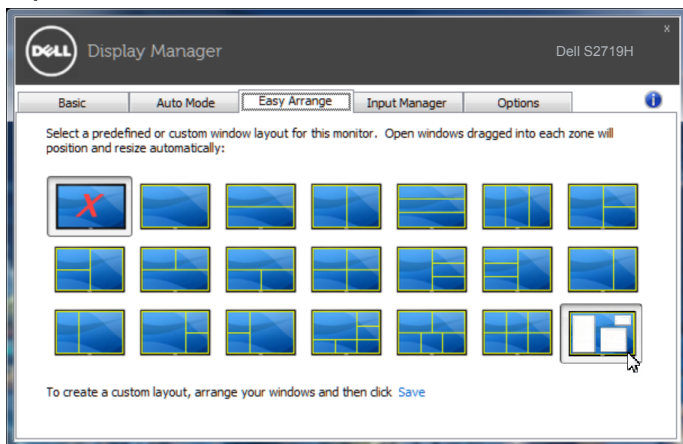 x
DELL Display Manager Dell S2719H
Basic Auto Mode Easy Arrange Input Manager Options i
Select a predefined or custom window layout for this monitor. Open windows dragged into each zone will
position and resize automatically:
X
To create a custom layout, arrange your windows and then click Save